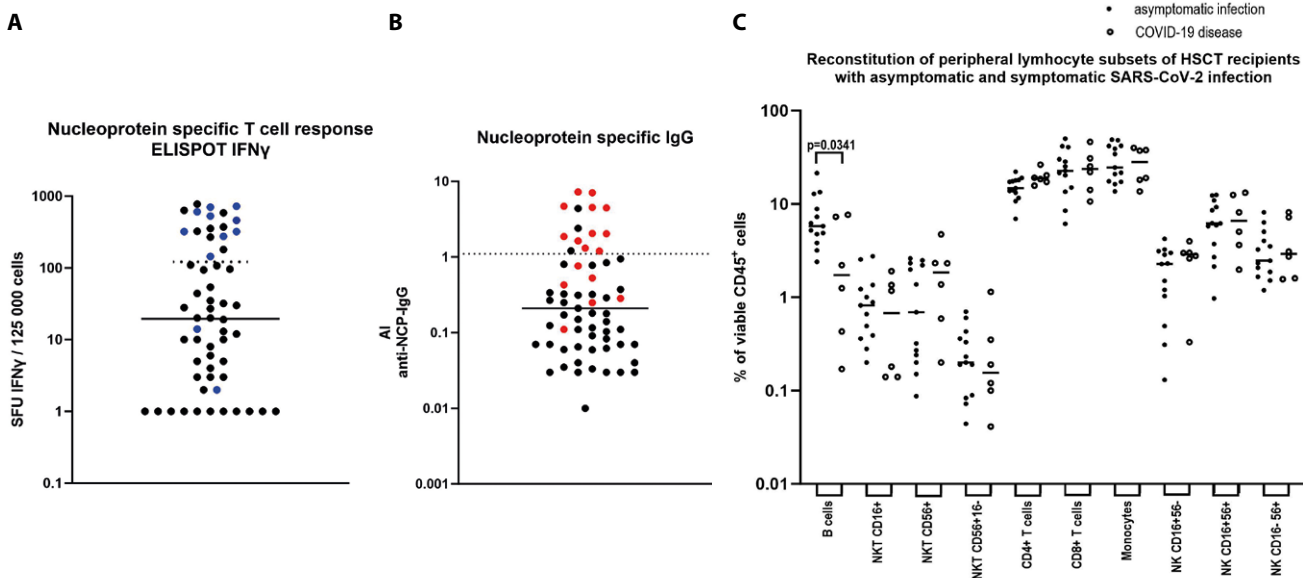 A
Nucleoprotein specific T cell response
ELISPOT IFNγ
SFU IFNγ / 125 000 cells
1000
100
10
1
0.1
B
Nucleoprotein specific IgG
AI
anti-NCP-IgG
10
1
0.1
0.01
0.001
C
asymptomatic infection
COVID-19 disease
Reconstitution of peripheral lymhocyte subsets of HSCT recipients
with asymptomatic and symptomatic SARS-CoV-2 infection
% of viable CD45+ cells
100
10
1
0.1
0.01
p=0.0341
B cells
NKT CD16+
NKT CD56+
NKT CD56+16-
CD4+ T cells
CD8+ T cells
Monocytes
NK CD16+56-
NK CD16+56+
NK CD16- 56+